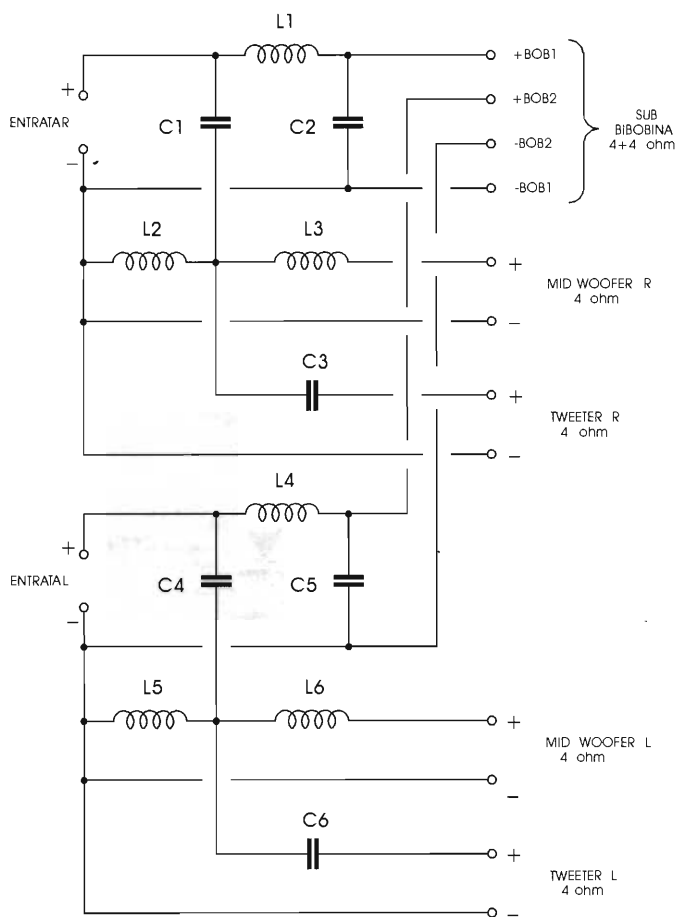 L1
+BOB1
+
+BOB2
ENTRATAR
C1
C2
SUB
BIBOBINA
4+4 ohm
-BOB2
−
-BOB1
L2
L3
+
MID WOOFER R
4 ohm
−
C3
+
TWEETER R
4 ohm
−
L4
+
ENTRATAL
C4
C5
−
L5
L6
+
MID WOOFER L
4 ohm
−
C6
+
TWEETER L
4 ohm
−